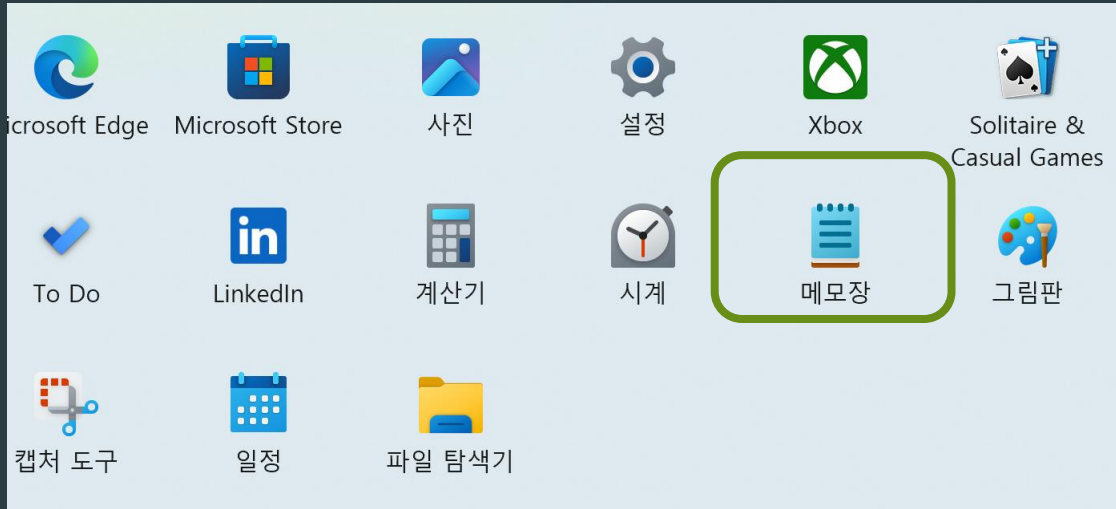 icrosoft Edge
Microsoft Store
사진
설정
Xbox
Solitaire &
Casual Games
in
To Do
LinkedIn
계산기
시계
메모장
그림판
캡처 도구
일정
파일 탐색기